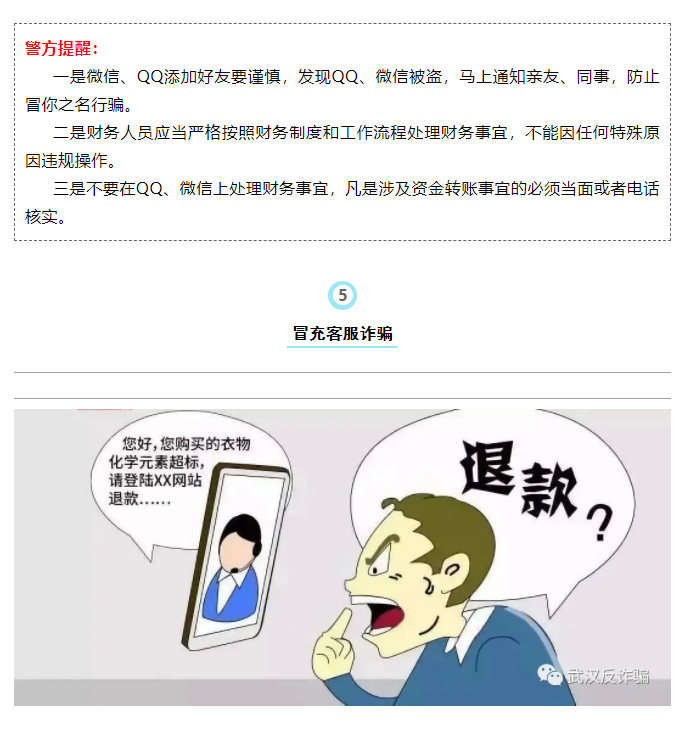 警方提醒：
一是微信、QQ添加好友要谨慎，发现QQ、微信被盗，马上通知亲友、同事，防止
冒你之名行骗。
二是财务人员应当严格按照财务制度和工作流程处理财务事宜，不能因任何特殊原
因违规操作。
三是不要在QQ、微信上处理财务事宜，凡是涉及资金转账事宜的必须当面或者电话
核实。
5
冒充客服诈骗
您好，您购买的衣物
化学元素超标，
请登陆XX网站
退款……
退款？
武汉反诈骗